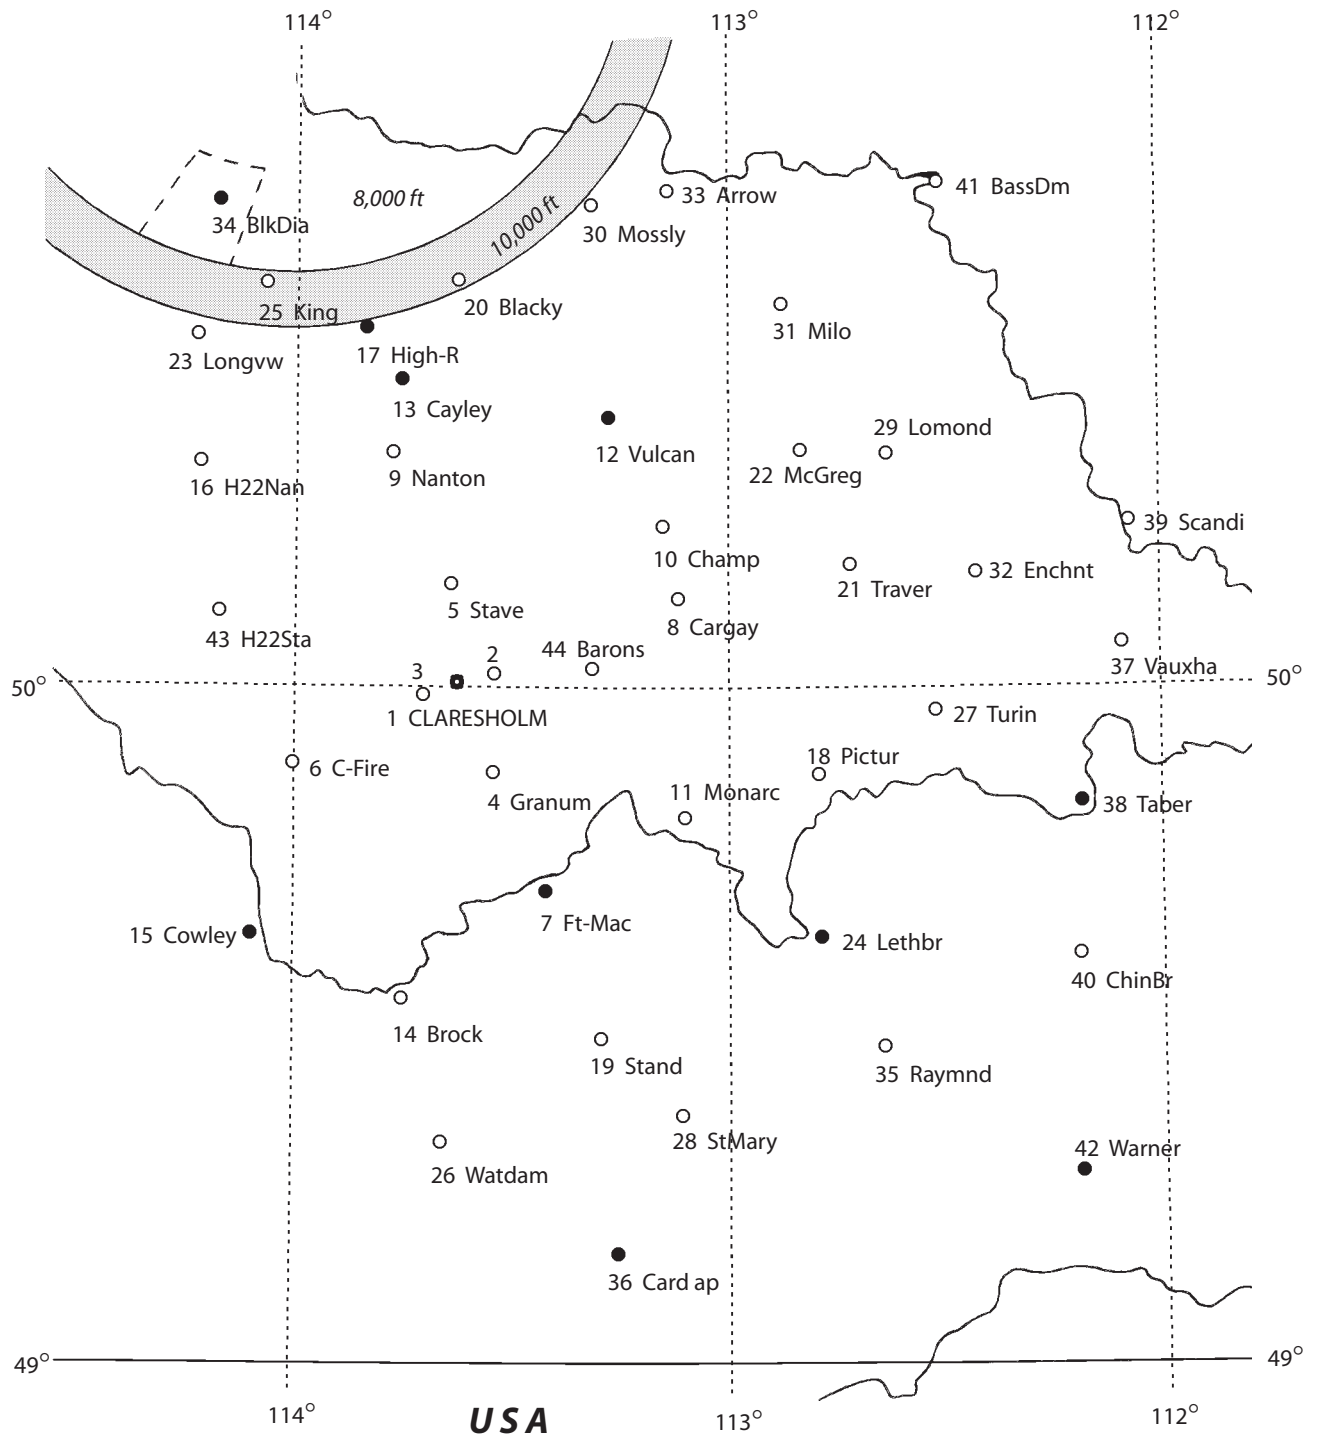 114°
113°
112°
8,000 ft
33 Arrow
41 BassDm
34 BlkDia
10,000 ft
30 Mossly
25 King
20 Blacky
31 Milo
23 Longvw
17 High-R
13 Cayley
29 Lomond
12 Vulcan
22 McGreg
9 Nanton
16 H22Nan
39 Scandi
10 Champ
32 Enchnt
21 Traver
5 Stave
8 Cargay
43 H22Sta
44 Barons
2
3
37 Vauxha
50°
50°
1 CLARESHOLM
27 Turin
18 Pictur
6 C-Fire
11 Monarc
4 Granum
38 Taber
7 Ft-Mac
15 Cowley
24 Lethbr
40 ChinBr
14 Brock
19 Stand
35 Raymnd
28 StMary
42 Warner
26 Watdam
36 Card ap
49°
49°
114°
USA
113°
112°